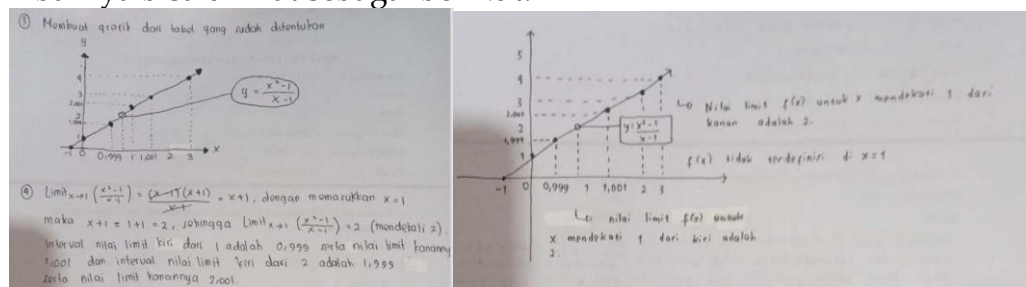 ③ Membuat grafik dari tabel yang sudah ditentukan
y
4
3
2,001
2
1,999
1
-1 0 0,999 1 1,001 2 3 x
y = x²-1 / x-1
④ Limit x→1 (x²-1 / x-1) = (x-1)(x+1) / x-1 = x+1, dengan memasukkan x=1
maka x+1 = 1+1 = 2, sehingga Limit x→1 (x²-1 / x-1) = 2 (mendekati 2).
Interval nilai limit kiri dari 1 adalah 0,999 serta nilai limit kanannya
1,001 dan interval nilai limit kiri dari 2 adalah 1,999
serta nilai limit kanannya 2,001.
5
4
3
2,001
2
1,999
1
-1 0 0,999 1 1,001 2 3
y = x²-1 / x-1
Nilai limit f(x) untuk x mendekati 1 dari
kanan adalah 2.
f(x) tidak terdefinisi di x=1
nilai limit f(x) untuk
x mendekati 1 dari kiri adalah
2.